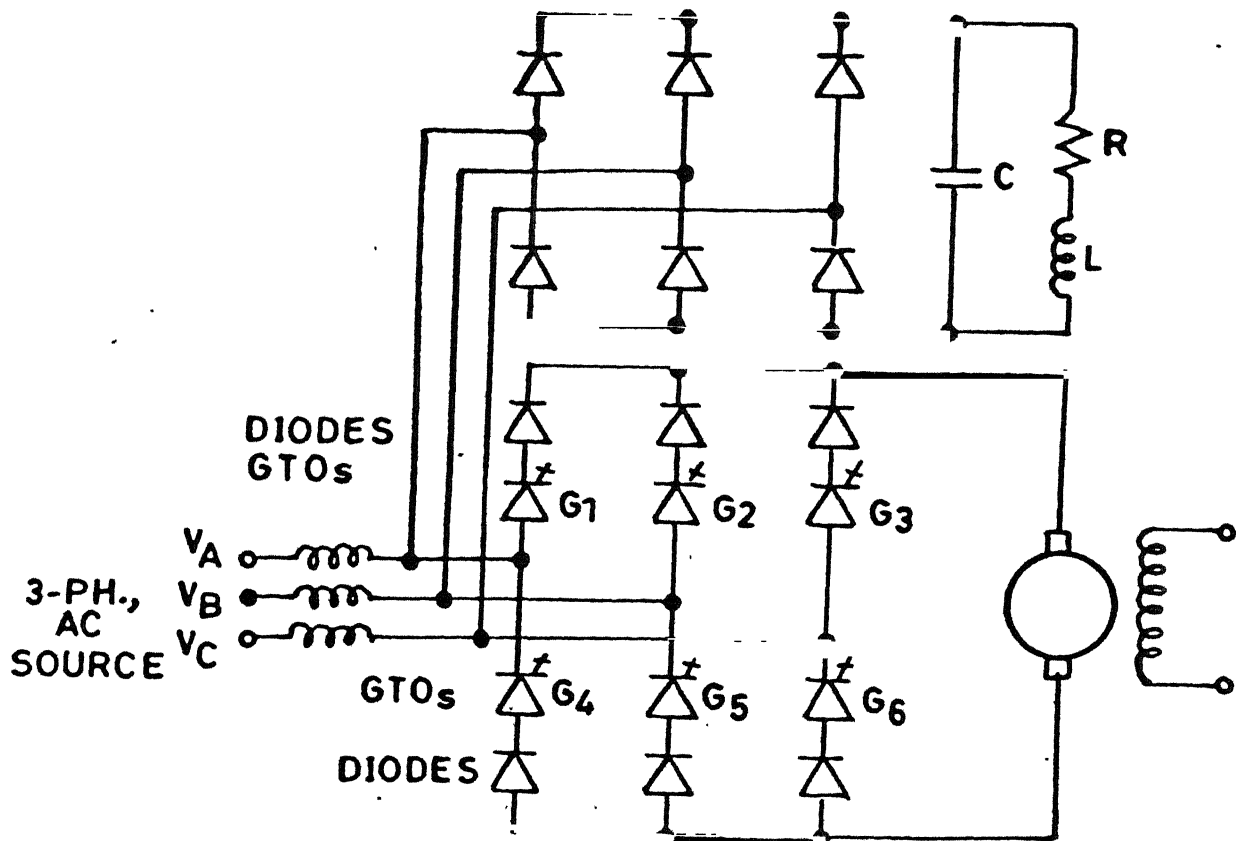 R
C
L
DIODES
GTOs
G1
G2
G3
VA
3-PH.,
AC
SOURCE
VB
VC
GTOs
G4
G5
G6
DIODES